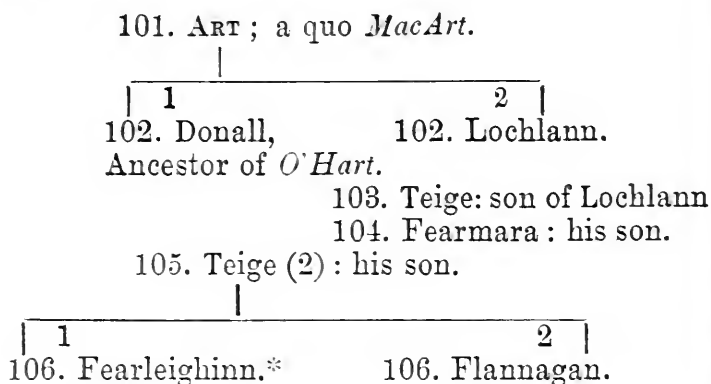 101. ART ; a quo MacArt.
1 2
102. Donall, 102. Lochlann.
Ancestor of O'Hart.
103. Teige: son of Lochlann
104. Fearmara : his son.
105. Teige (2) : his son.
1 2
106. Fearleighinn.* 106. Flannagan.